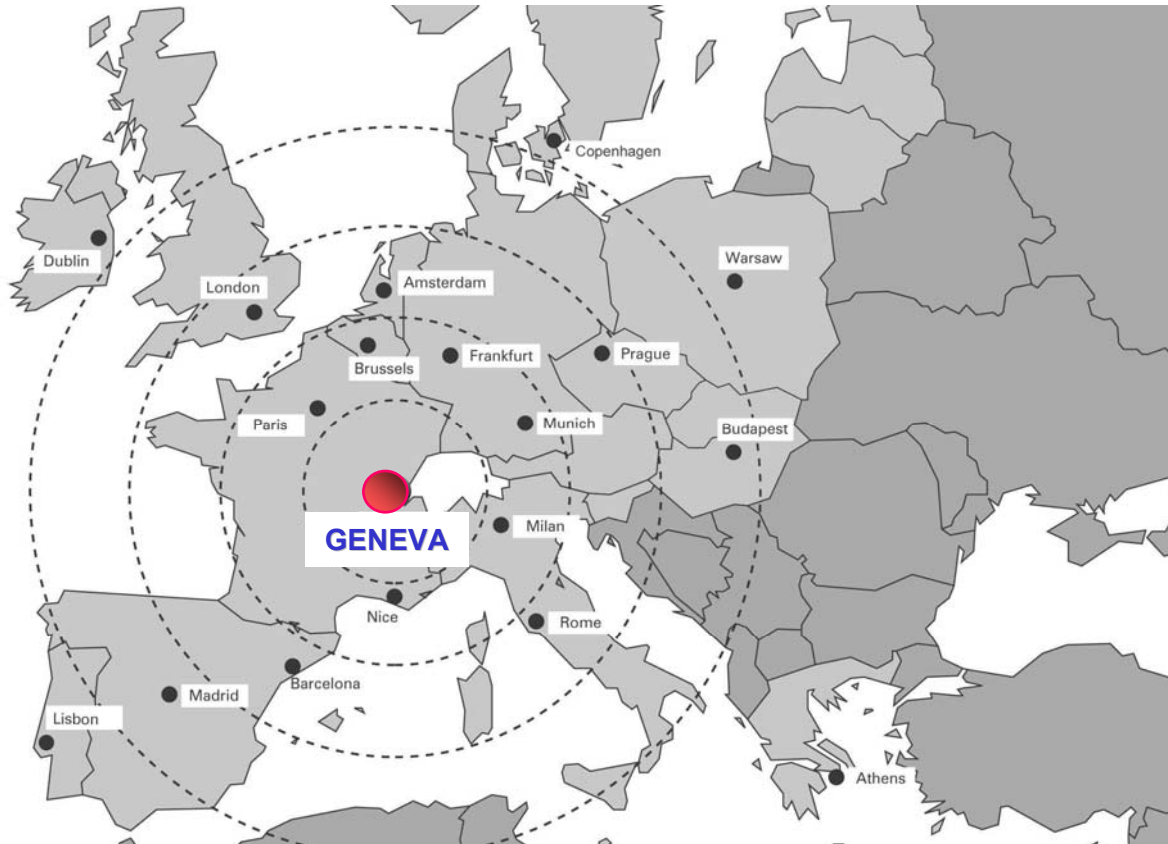 Copenhagen
Dublin
Warsaw
London
Amsterdam
Brussels
Frankfurt
Prague
Paris
Munich
Budapest
GENEVA
Milan
Nice
Rome
Barcelona
Madrid
Lisbon
Athens